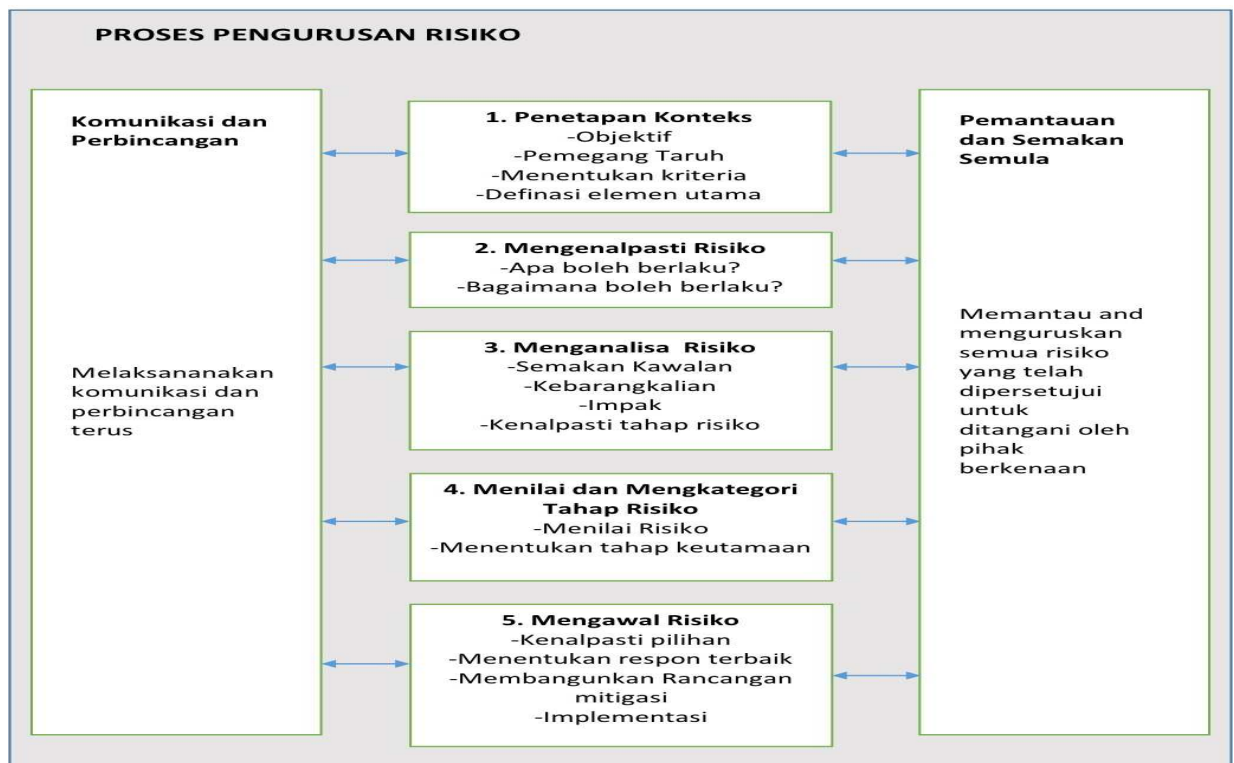 PROSES PENGURUSAN RISIKO
Komunikasi dan
Perbincangan
Melaksananakan
komunikasi dan
perbincangan
terus
1. Penetapan Konteks
-Objektif
-Pemegang Taruh
-Menentukan kriteria
-Definasi elemen utama
2. Mengenalpasti Risiko
-Apa boleh berlaku?
-Bagaimana boleh berlaku?
3. Menganalisa Risiko
-Semakan Kawalan
-Kebarangkalian
-Impak
-Kenalpasti tahap risiko
4. Menilai dan Mengkategori
Tahap Risiko
-Menilai Risiko
-Menentukan tahap keutamaan
5. Mengawal Risiko
-Kenalpasti pilihan
-Menentukan respon terbaik
-Membangunkan Rancangan
mitigasi
-Implementasi
Pemantauan
dan Semakan
Semula
Memantau and
menguruskan
semua risiko
yang telah
dipersetujui
untuk
ditangani oleh
pihak
berkenaan